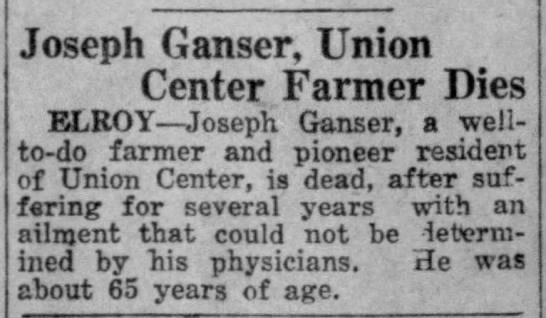 Joseph Ganser, Union
Center Farmer Dies
ELROY—Joseph Ganser, a well-
to-do farmer and pioneer resident
of Union Center, is dead, after suf-
fering for several years with an
ailment that could not be determ-
ined by his physicians. He was
about 65 years of age.